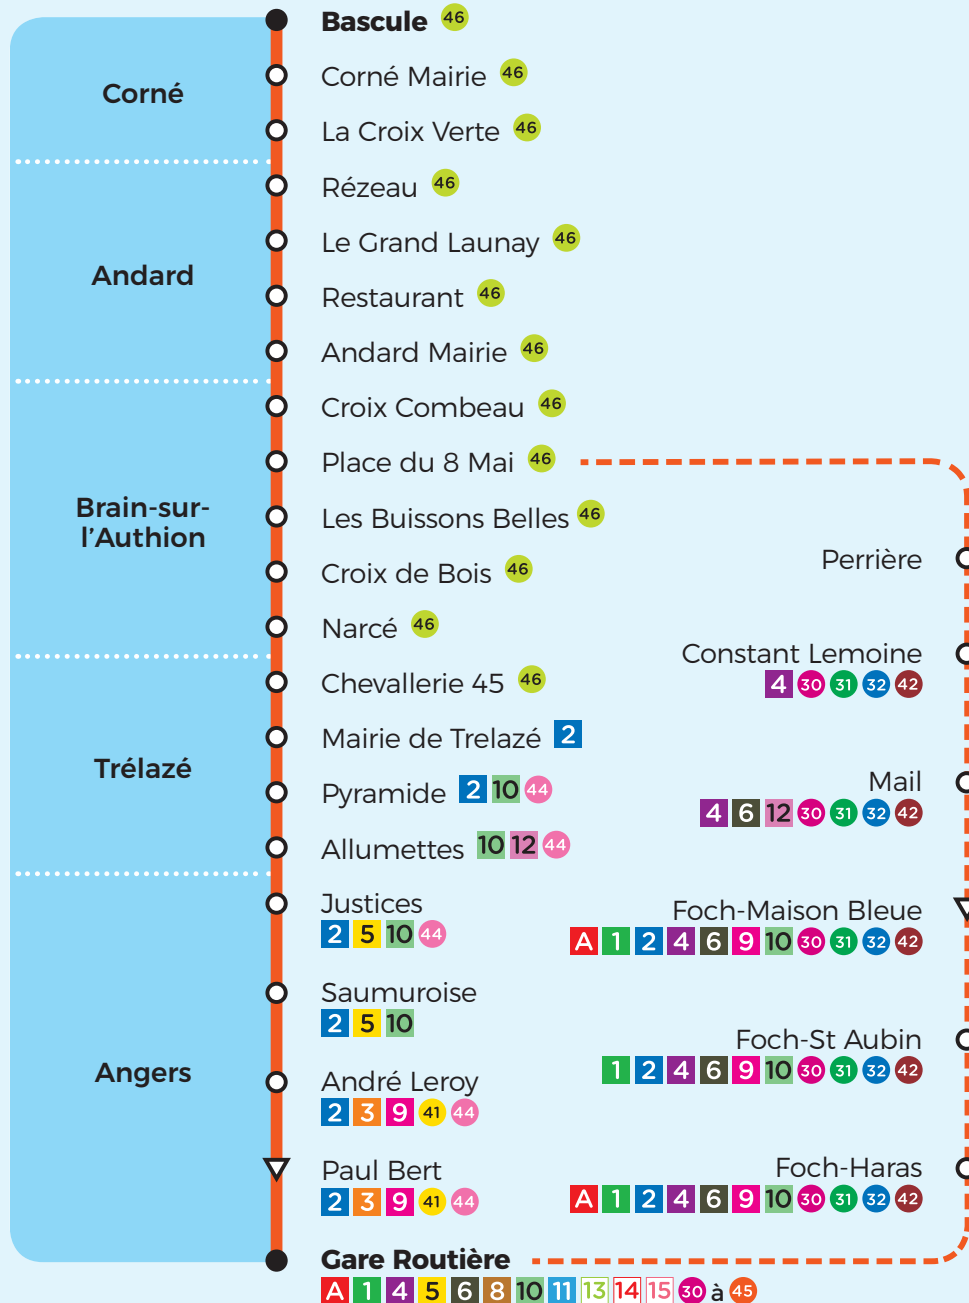 Bascule 46
Corné
Corné Mairie 46
La Croix Verte 46
Rézeau 46
Andard
Le Grand Launay 46
Restaurant 46
Andard Mairie 46
Brain-sur-
l'Authion
Croix Combeau 46
Place du 8 Mai 46
Les Buissons Belles 46
Croix de Bois 46
Narcé 46
Trélazé
Chevallerie 45 46
Mairie de Trelazé 2
Pyramide 2 10 44
Allumettes 10 12 44
Angers
Justices
2 5 10 44
Saumuroise
2 5 10
André Leroy
2 3 9 41 44
Paul Bert
2 3 9 41 44
Gare Routière
A 1 4 5 6 8 10 11 13 14 15 30 à 45
Perrière
Constant Lemoine
4 30 31 32 42
Mail
4 6 12 30 31 32 42
Foch-Maison Bleue
A 1 2 4 6 9 10 30 31 32 42
Foch-St Aubin
1 2 4 6 9 10 30 31 32 42
Foch-Haras
A 1 2 4 6 9 10 30 31 32 42